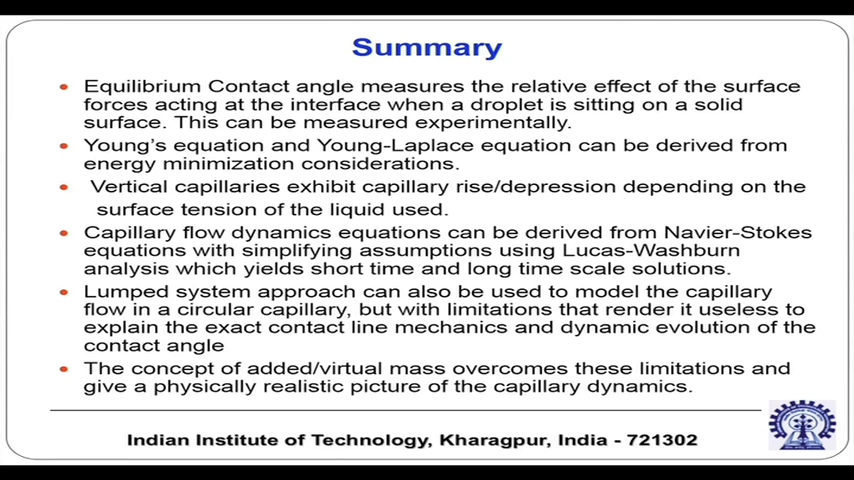 Summary
Equilibrium Contact angle measures the relative effect of the surface
forces acting at the interface when a droplet is sitting on a solid
surface. This can be measured experimentally.
Young's equation and Young-Laplace equation can be derived from
energy minimization considerations.
Vertical capillaries exhibit capillary rise/depression depending on the
surface tension of the liquid used.
Capillary flow dynamics equations can be derived from Navier-Stokes
equations with simplifying assumptions using Lucas-Washburn
analysis which yields short time and long time scale solutions.
Lumped system approach can also be used to model the capillary
flow in a circular capillary, but with limitations that render it useless to
explain the exact contact line mechanics and dynamic evolution of the
contact angle
The concept of added/virtual mass overcomes these limitations and
give a physically realistic picture of the capillary dynamics.
Indian Institute of Technology, Kharagpur, India - 721302